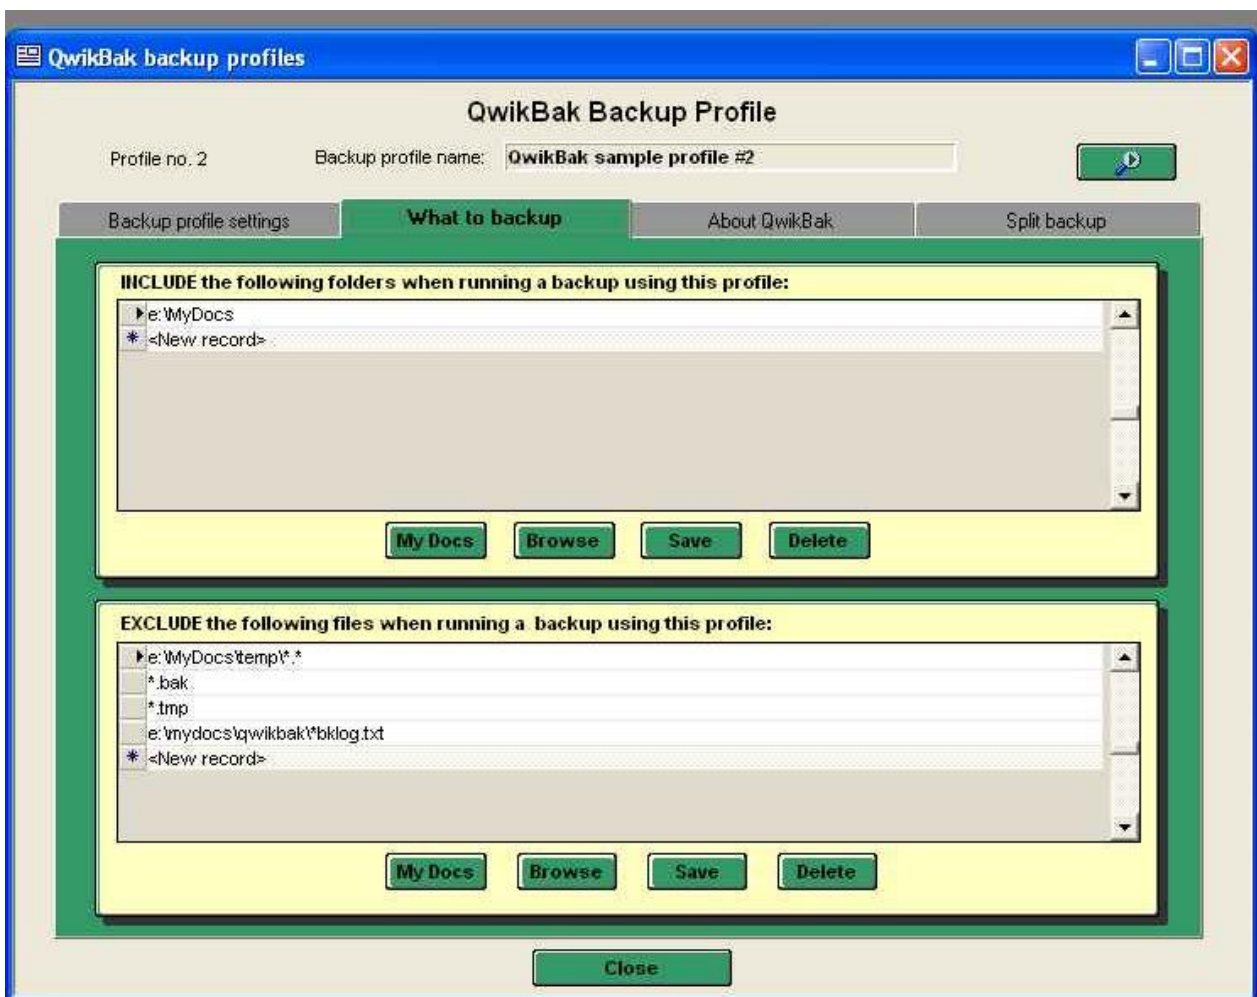 QwikBak backup profiles
QwikBak Backup Profile
Profile no. 2 Backup profile name: QwikBak sample profile #2
Backup profile settings What to backup About QwikBak Split backup
INCLUDE the following folders when running a backup using this profile:
e:\MyDocs
* <New record>
My Docs Browse Save Delete
EXCLUDE the following files when running a backup using this profile:
e:\MyDocs\temp\*.*
*.bak
*.tmp
e:\mydocs\qwikbak\*bklog.txt
* <New record>
My Docs Browse Save Delete
Close